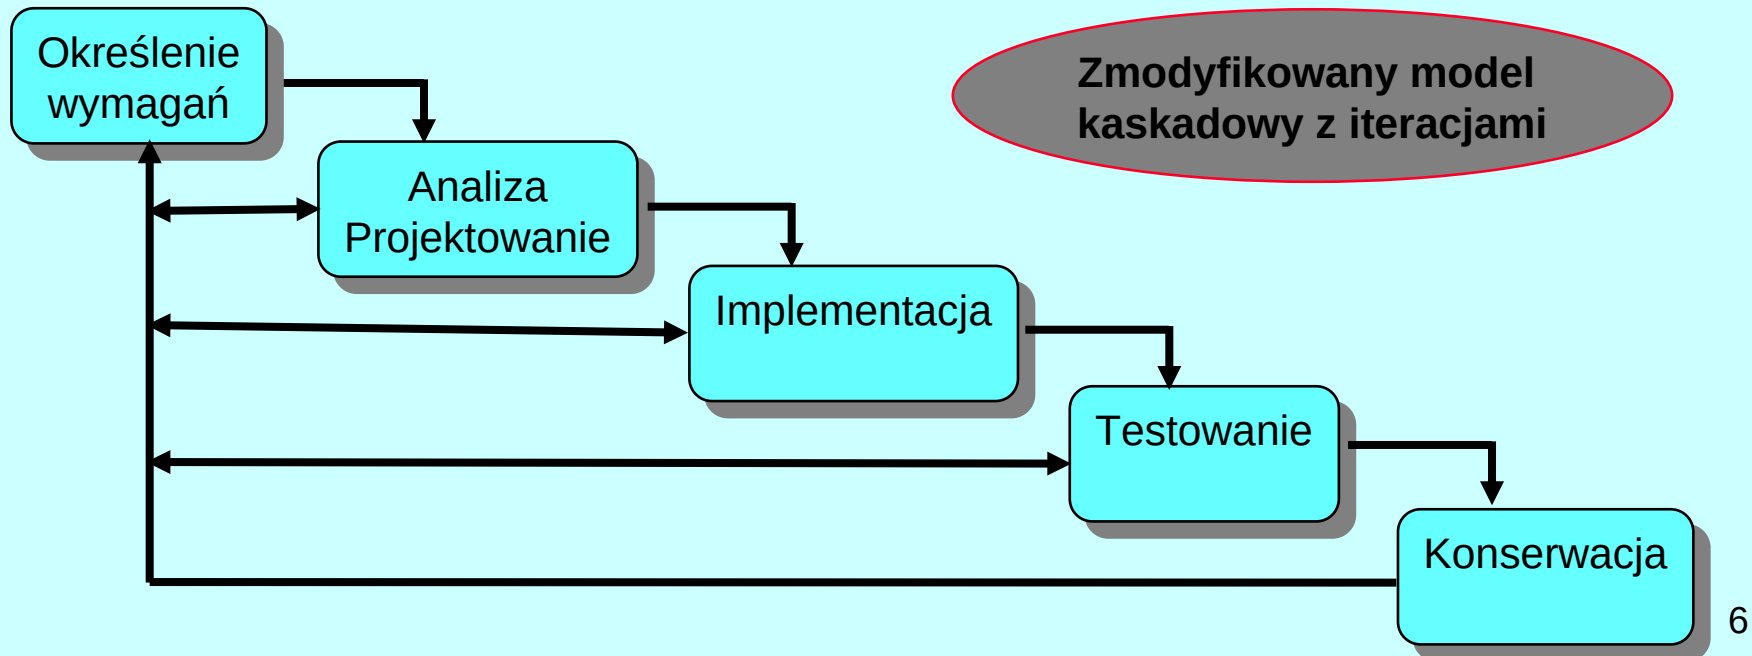 Określenie
wymagań
Zmodyfikowany model
kaskadowy z iteracjami
Analiza
Projektowanie
Implementacja
Testowanie
Konserwacja
6